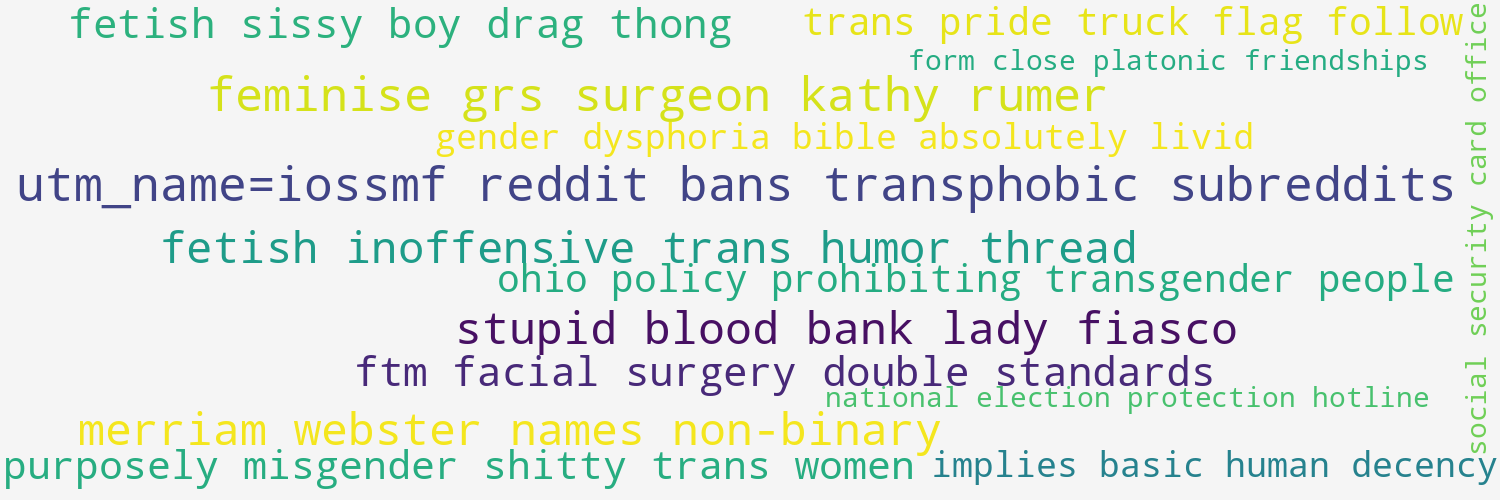 fetish sissy boy drag thong
trans pride truck flag follow
form close platonic friendships
feminise grs surgeon kathy rumer
gender dysphoria bible absolutely livid
utm_name=iossmf reddit bans transphobic subreddits
fetish inoffensive trans humor thread
ohio policy prohibiting transgender people
stupid blood bank lady fiasco
ftm facial surgery double standards
national election protection hotline
merriam webster names non-binary
purposely misgender shitty trans women
implies basic human decency
social security card office